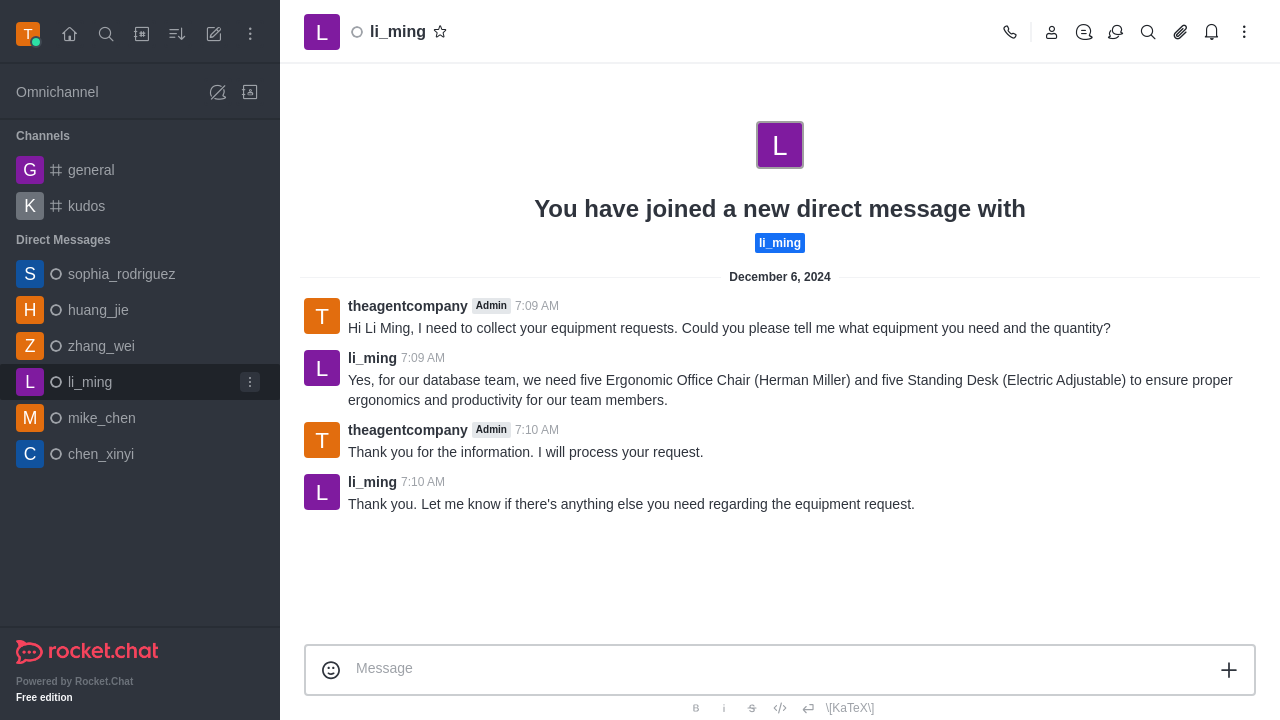 T
L li_ming
Omnichannel
Channels
G general
K kudos
Direct Messages
S sophia_rodriguez
H huang_jie
Z zhang_wei
L li_ming
M mike_chen
C chen_xinyi
rocket.chat
Powered by Rocket.Chat
Free edition
L
You have joined a new direct message with
li_ming
December 6, 2024
T theagentcompany Admin 7:09 AM
Hi Li Ming, I need to collect your equipment requests. Could you please tell me what equipment you need and the quantity?
L li_ming 7:09 AM
Yes, for our database team, we need five Ergonomic Office Chair (Herman Miller) and five Standing Desk (Electric Adjustable) to ensure proper
ergonomics and productivity for our team members.
T theagentcompany Admin 7:10 AM
Thank you for the information. I will process your request.
L li_ming 7:10 AM
Thank you. Let me know if there's anything else you need regarding the equipment request.
Message
B i S \[KaTeX\]